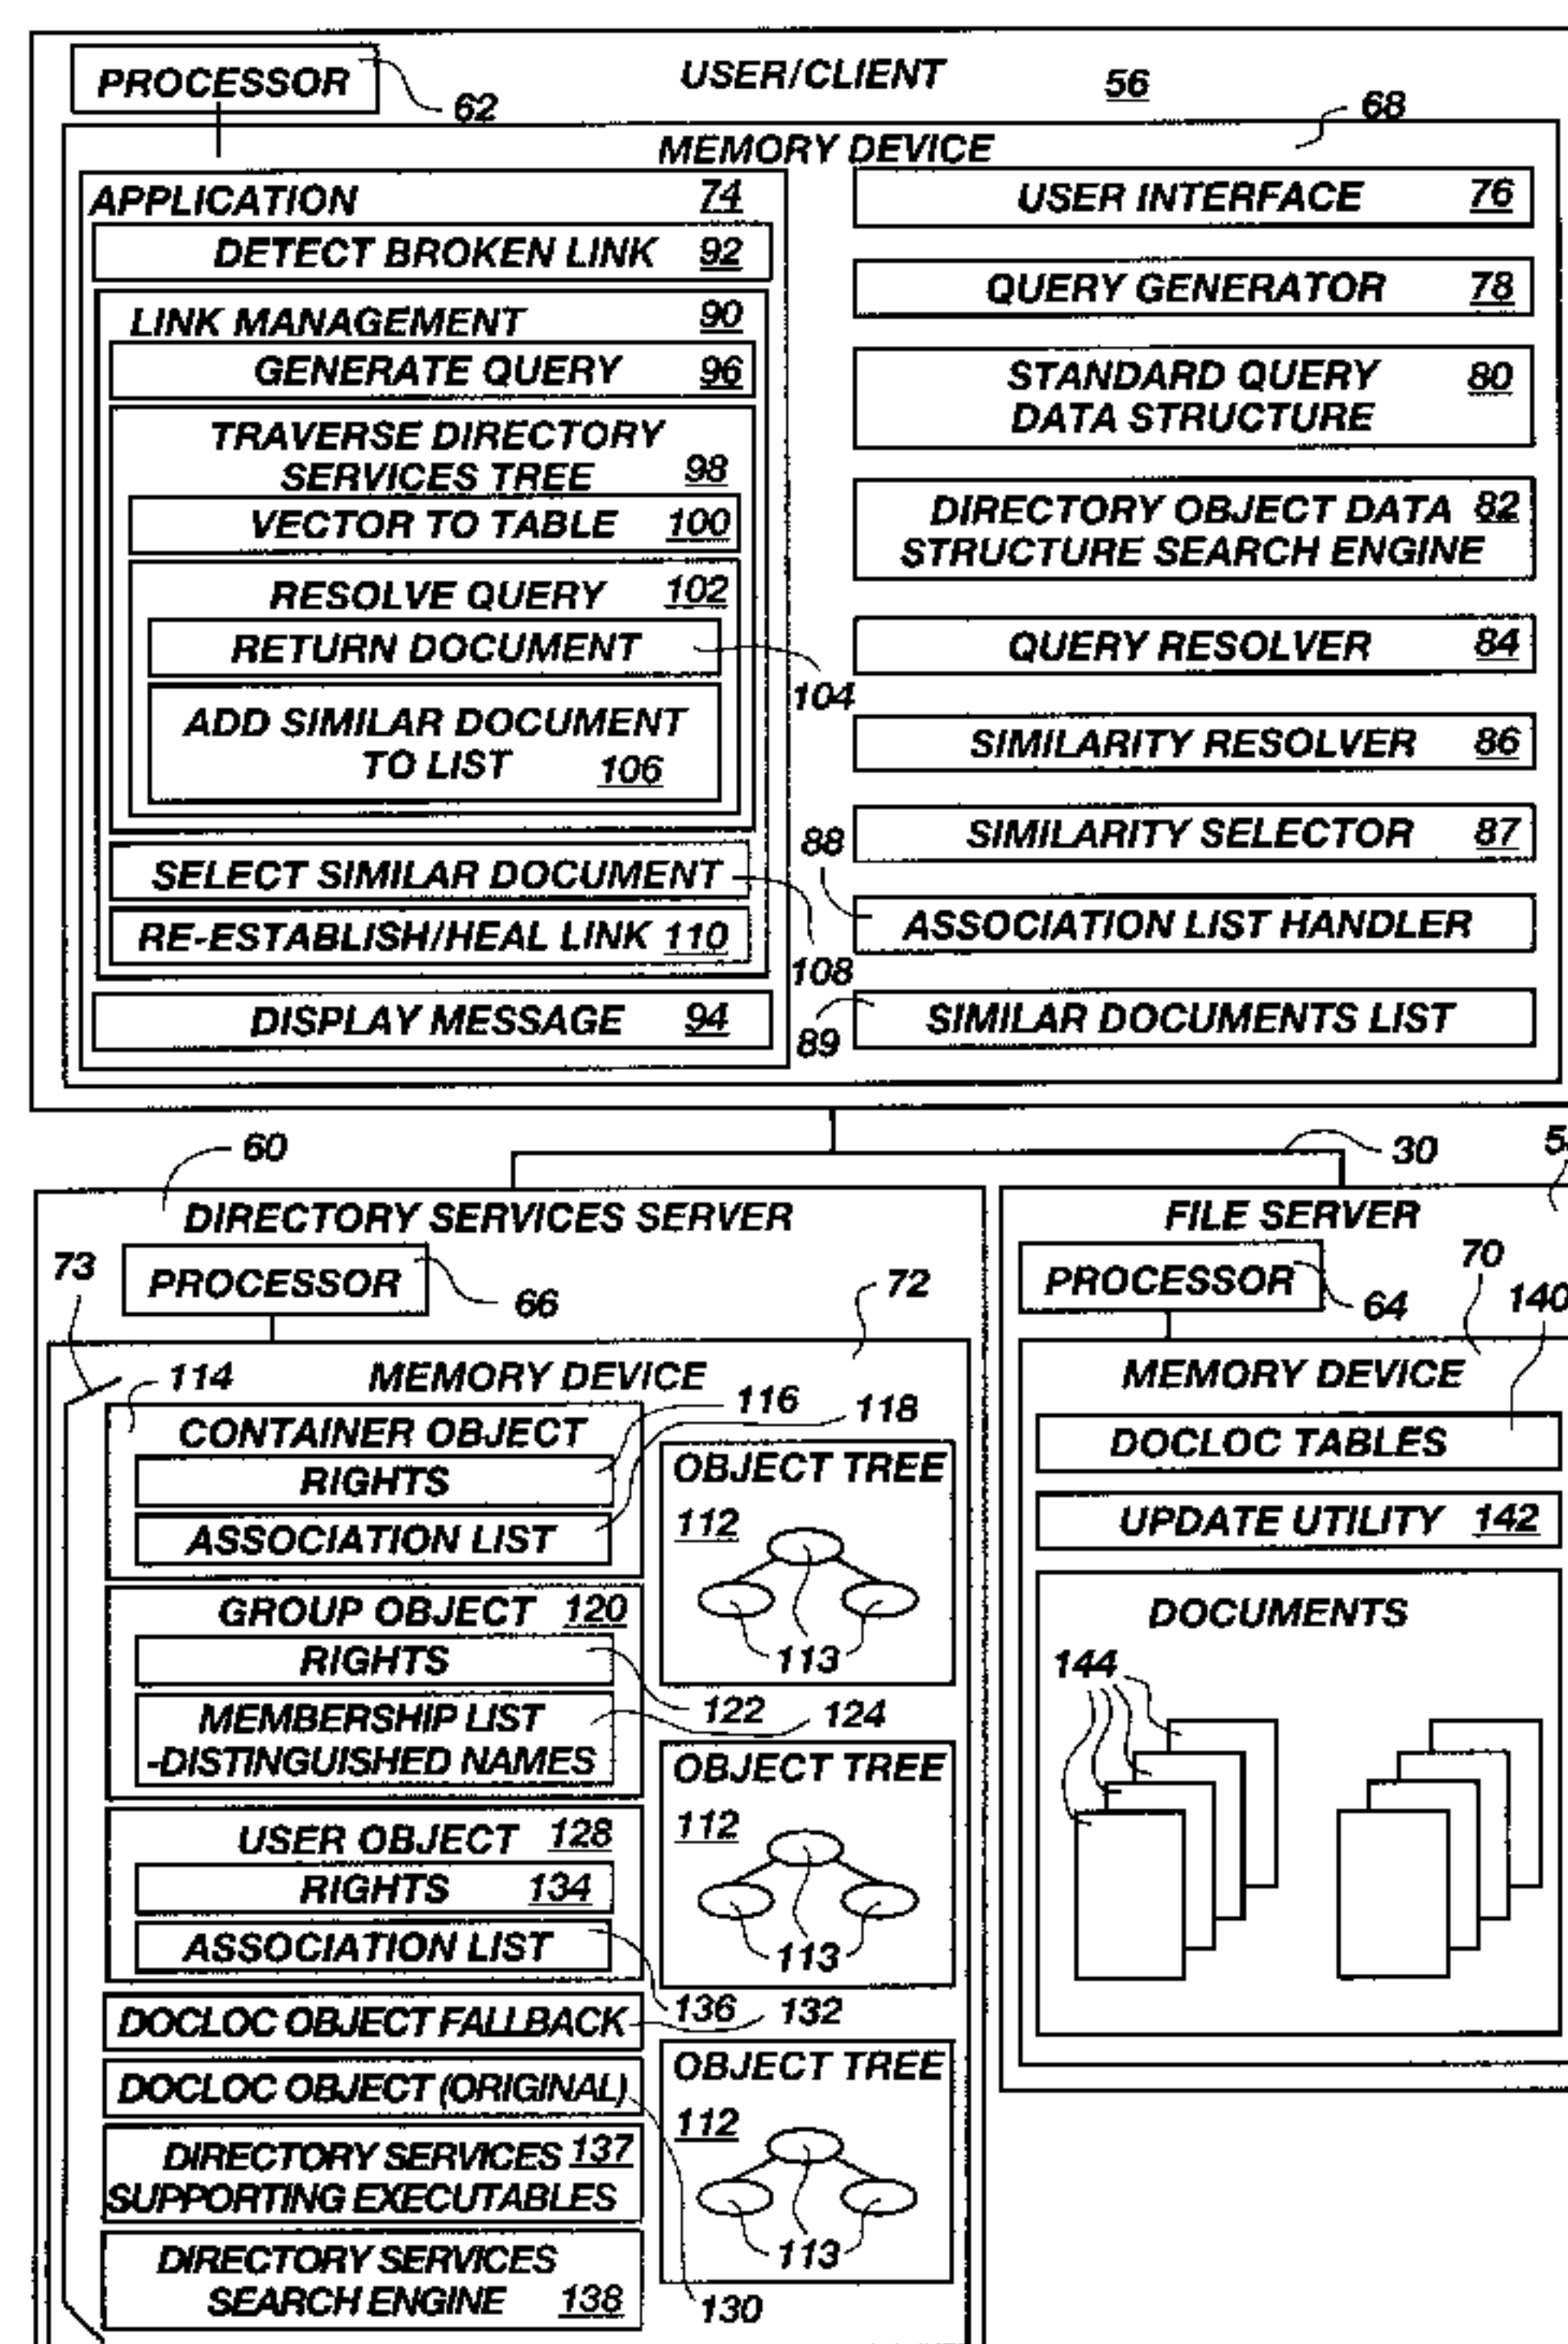 PROCESSOR
62
USER/CLIENT
56
68
MEMORY DEVICE
APPLICATION 74
DETECT BROKEN LINK 92
LINK MANAGEMENT 90
GENERATE QUERY 96
TRAVERSE DIRECTORY
SERVICES TREE 98
VECTOR TO TABLE 100
RESOLVE QUERY 102
RETURN DOCUMENT
104
ADD SIMILAR DOCUMENT
TO LIST 106
SELECT SIMILAR DOCUMENT
108
RE-ESTABLISH/HEAL LINK 110
DISPLAY MESSAGE 94
USER INTERFACE 76
QUERY GENERATOR 78
STANDARD QUERY 80
DATA STRUCTURE
DIRECTORY OBJECT DATA 82
STRUCTURE SEARCH ENGINE
QUERY RESOLVER 84
SIMILARITY RESOLVER 86
SIMILARITY SELECTOR 87
88
ASSOCIATION LIST HANDLER
89
SIMILAR DOCUMENTS LIST
30
60
DIRECTORY SERVICES SERVER
73
PROCESSOR
66
72
114
MEMORY DEVICE
116
118
CONTAINER OBJECT
RIGHTS
ASSOCIATION LIST
GROUP OBJECT 120
RIGHTS
122
124
MEMBERSHIP LIST
-DISTINGUISHED NAMES
USER OBJECT 128
RIGHTS 134
ASSOCIATION LIST
136
132
DOCLOC OBJECT FALLBACK
DOCLOC OBJECT (ORIGINAL)
DIRECTORY SERVICES 137
SUPPORTING EXECUTABLES
DIRECTORY SERVICES
SEARCH ENGINE 138
130
OBJECT TREE
112
113
OBJECT TREE
112
113
OBJECT TREE
112
113
FILE SERVER
PROCESSOR
64
70
140
MEMORY DEVICE
DOCLOC TABLES
UPDATE UTILITY 142
DOCUMENTS
144